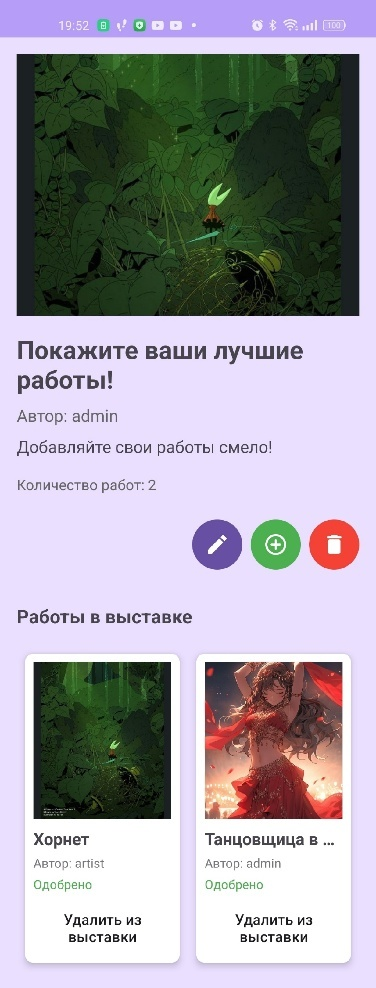 19:52
100
Покажите ваши лучшие
работы!
Автор: admin
Добавляйте свои работы смело!
Количество работ: 2
Работы в выставке
Хорнет
Автор: artist
Одобрено
Удалить из
выставки
Танцовщица в ...
Автор: admin
Одобрено
Удалить из
выставки